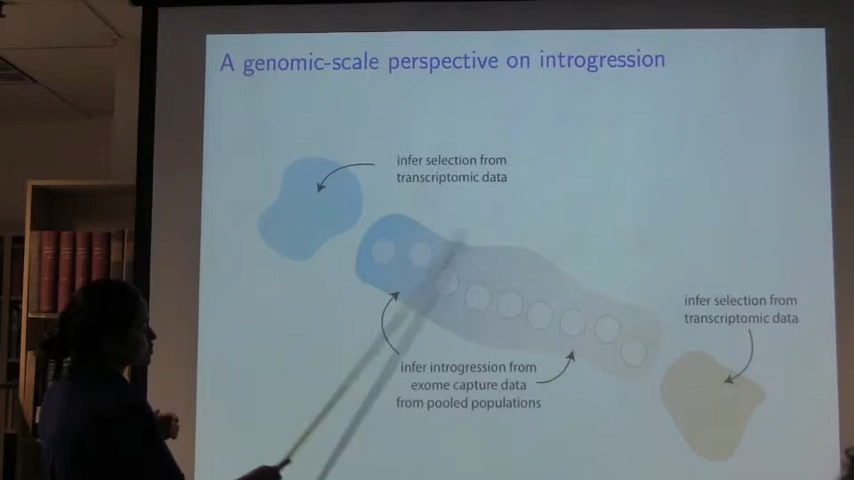 A genomic-scale perspective on introgression
infer selection from
transcriptomic data
infer selection from
transcriptomic data
infer introgression from
exome capture data
from pooled populations